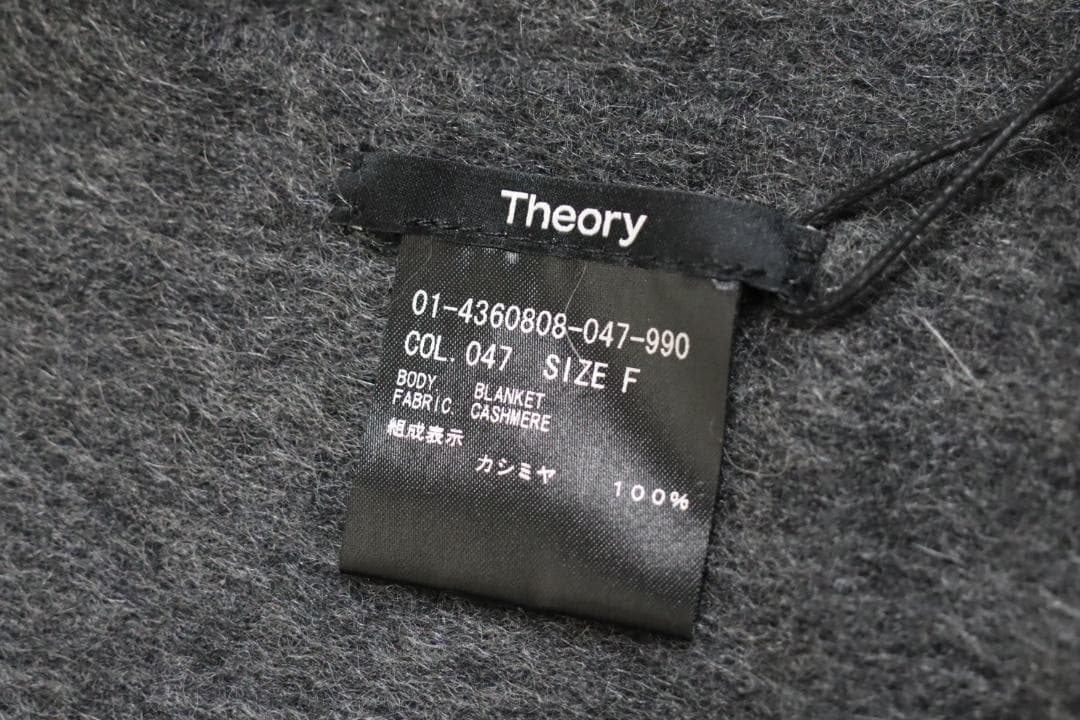 Theory
01-4360808-047-990
COL. 047 SIZE F
BODY BLANKET
FABRIC CASHMERE
組成表示
カシミヤ 100%